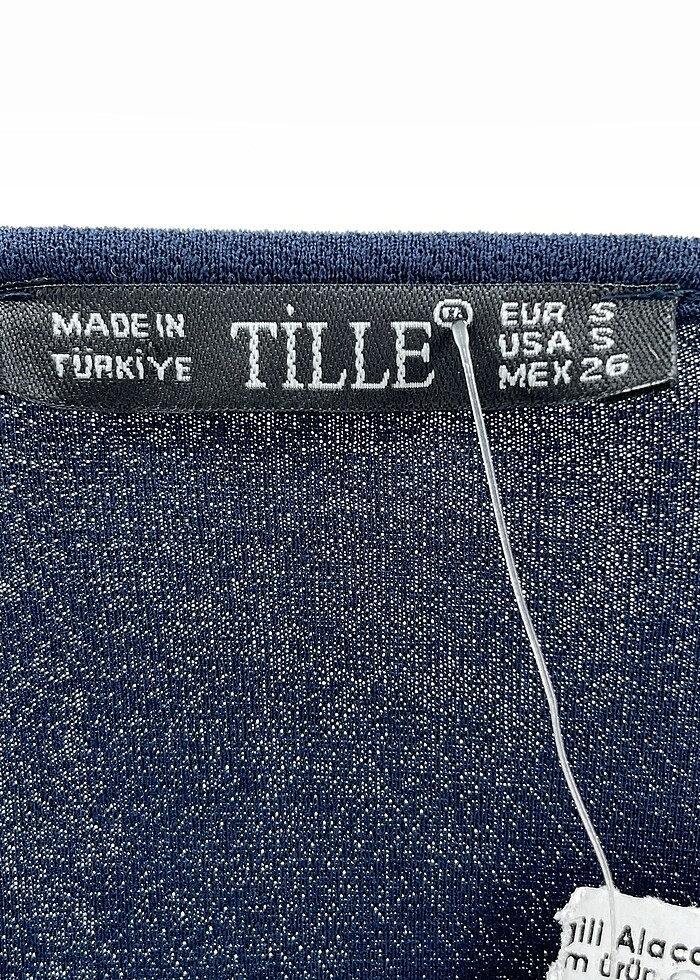 MADE IN
TÜRKİYE
TİLLE
EUR S
USA S
MEX 26